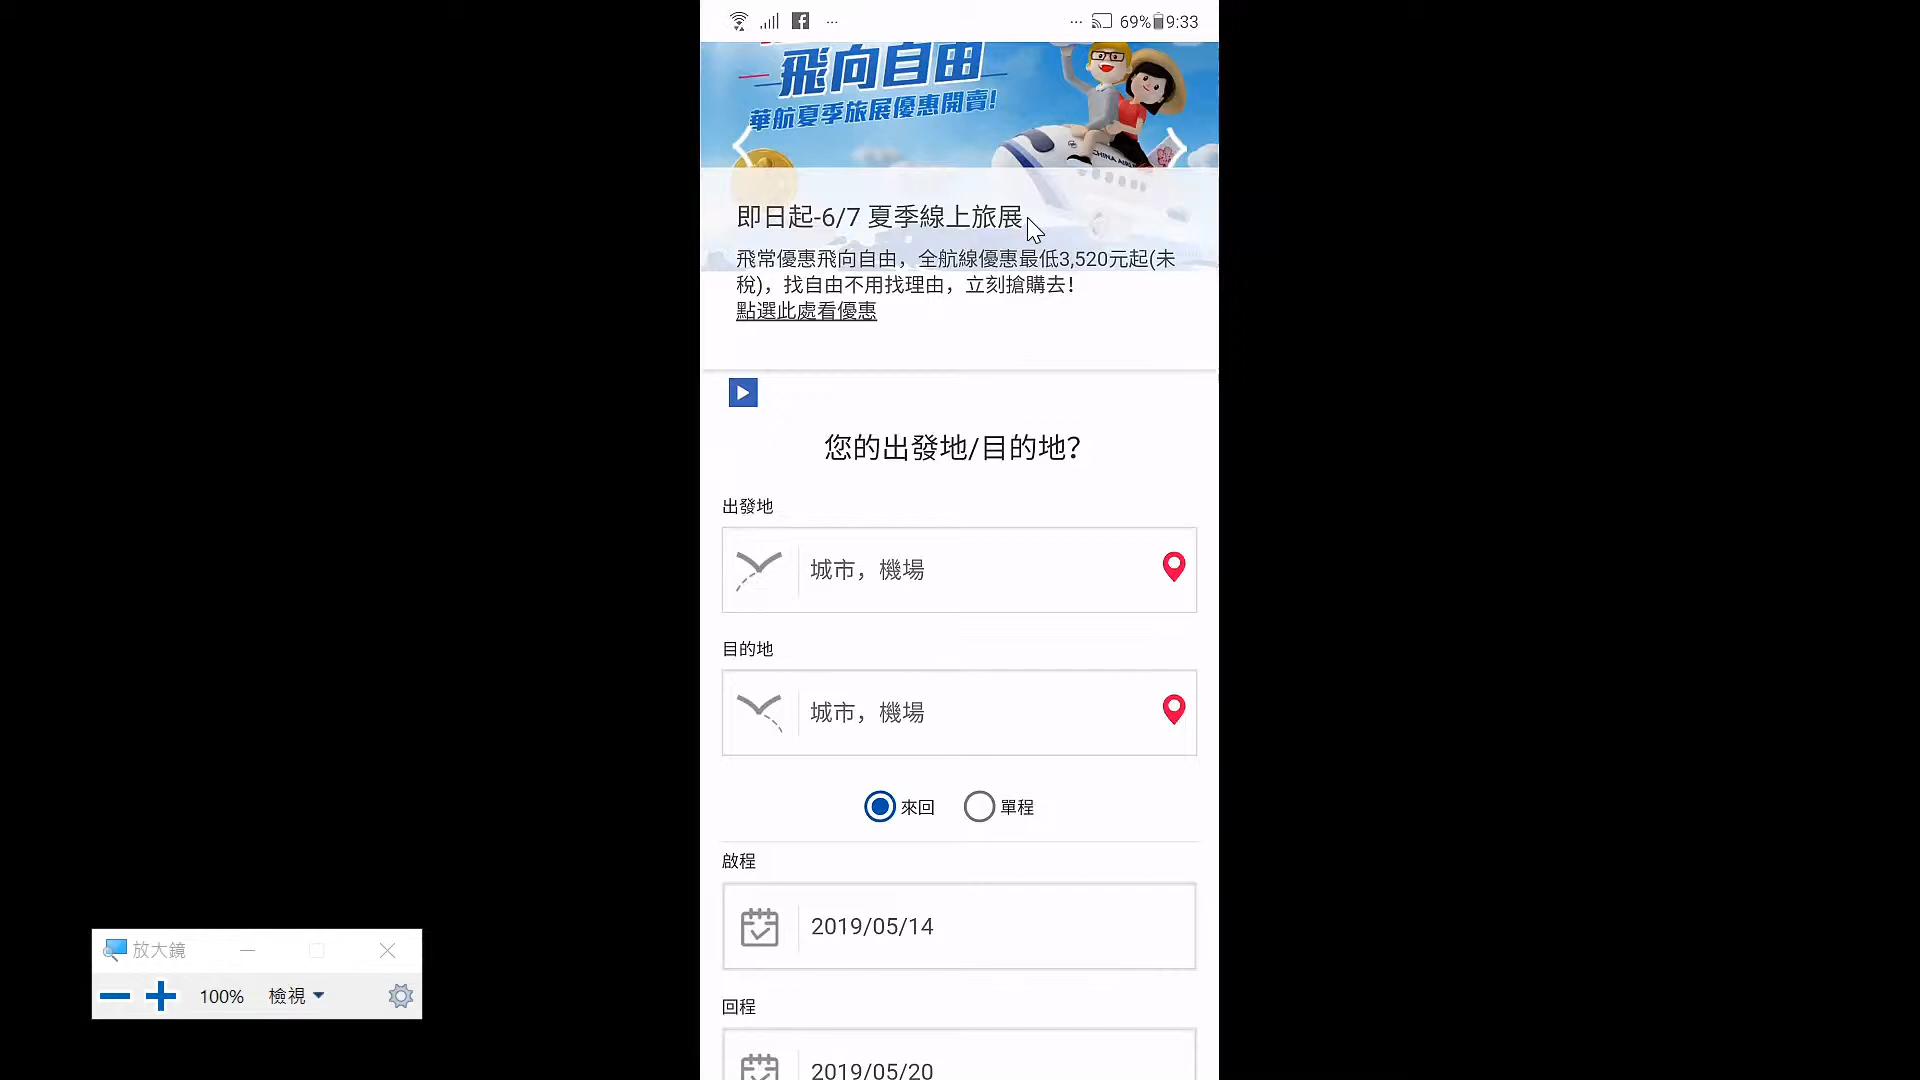 69% 9:33
飛向自由
華航夏季旅展優惠開賣!
CHINA AIRL
即日起-6/7 夏季線上旅展
飛常優惠飛向自由，全航線優惠最低3,520元起(未
稅)，找自由不用找理由，立刻搶購去!
點選此處看優惠
您的出發地/目的地?
出發地
城市，機場
目的地
城市，機場
來回 單程
啟程
2019/05/14
回程
2019/05/20
放大鏡
100% 檢視